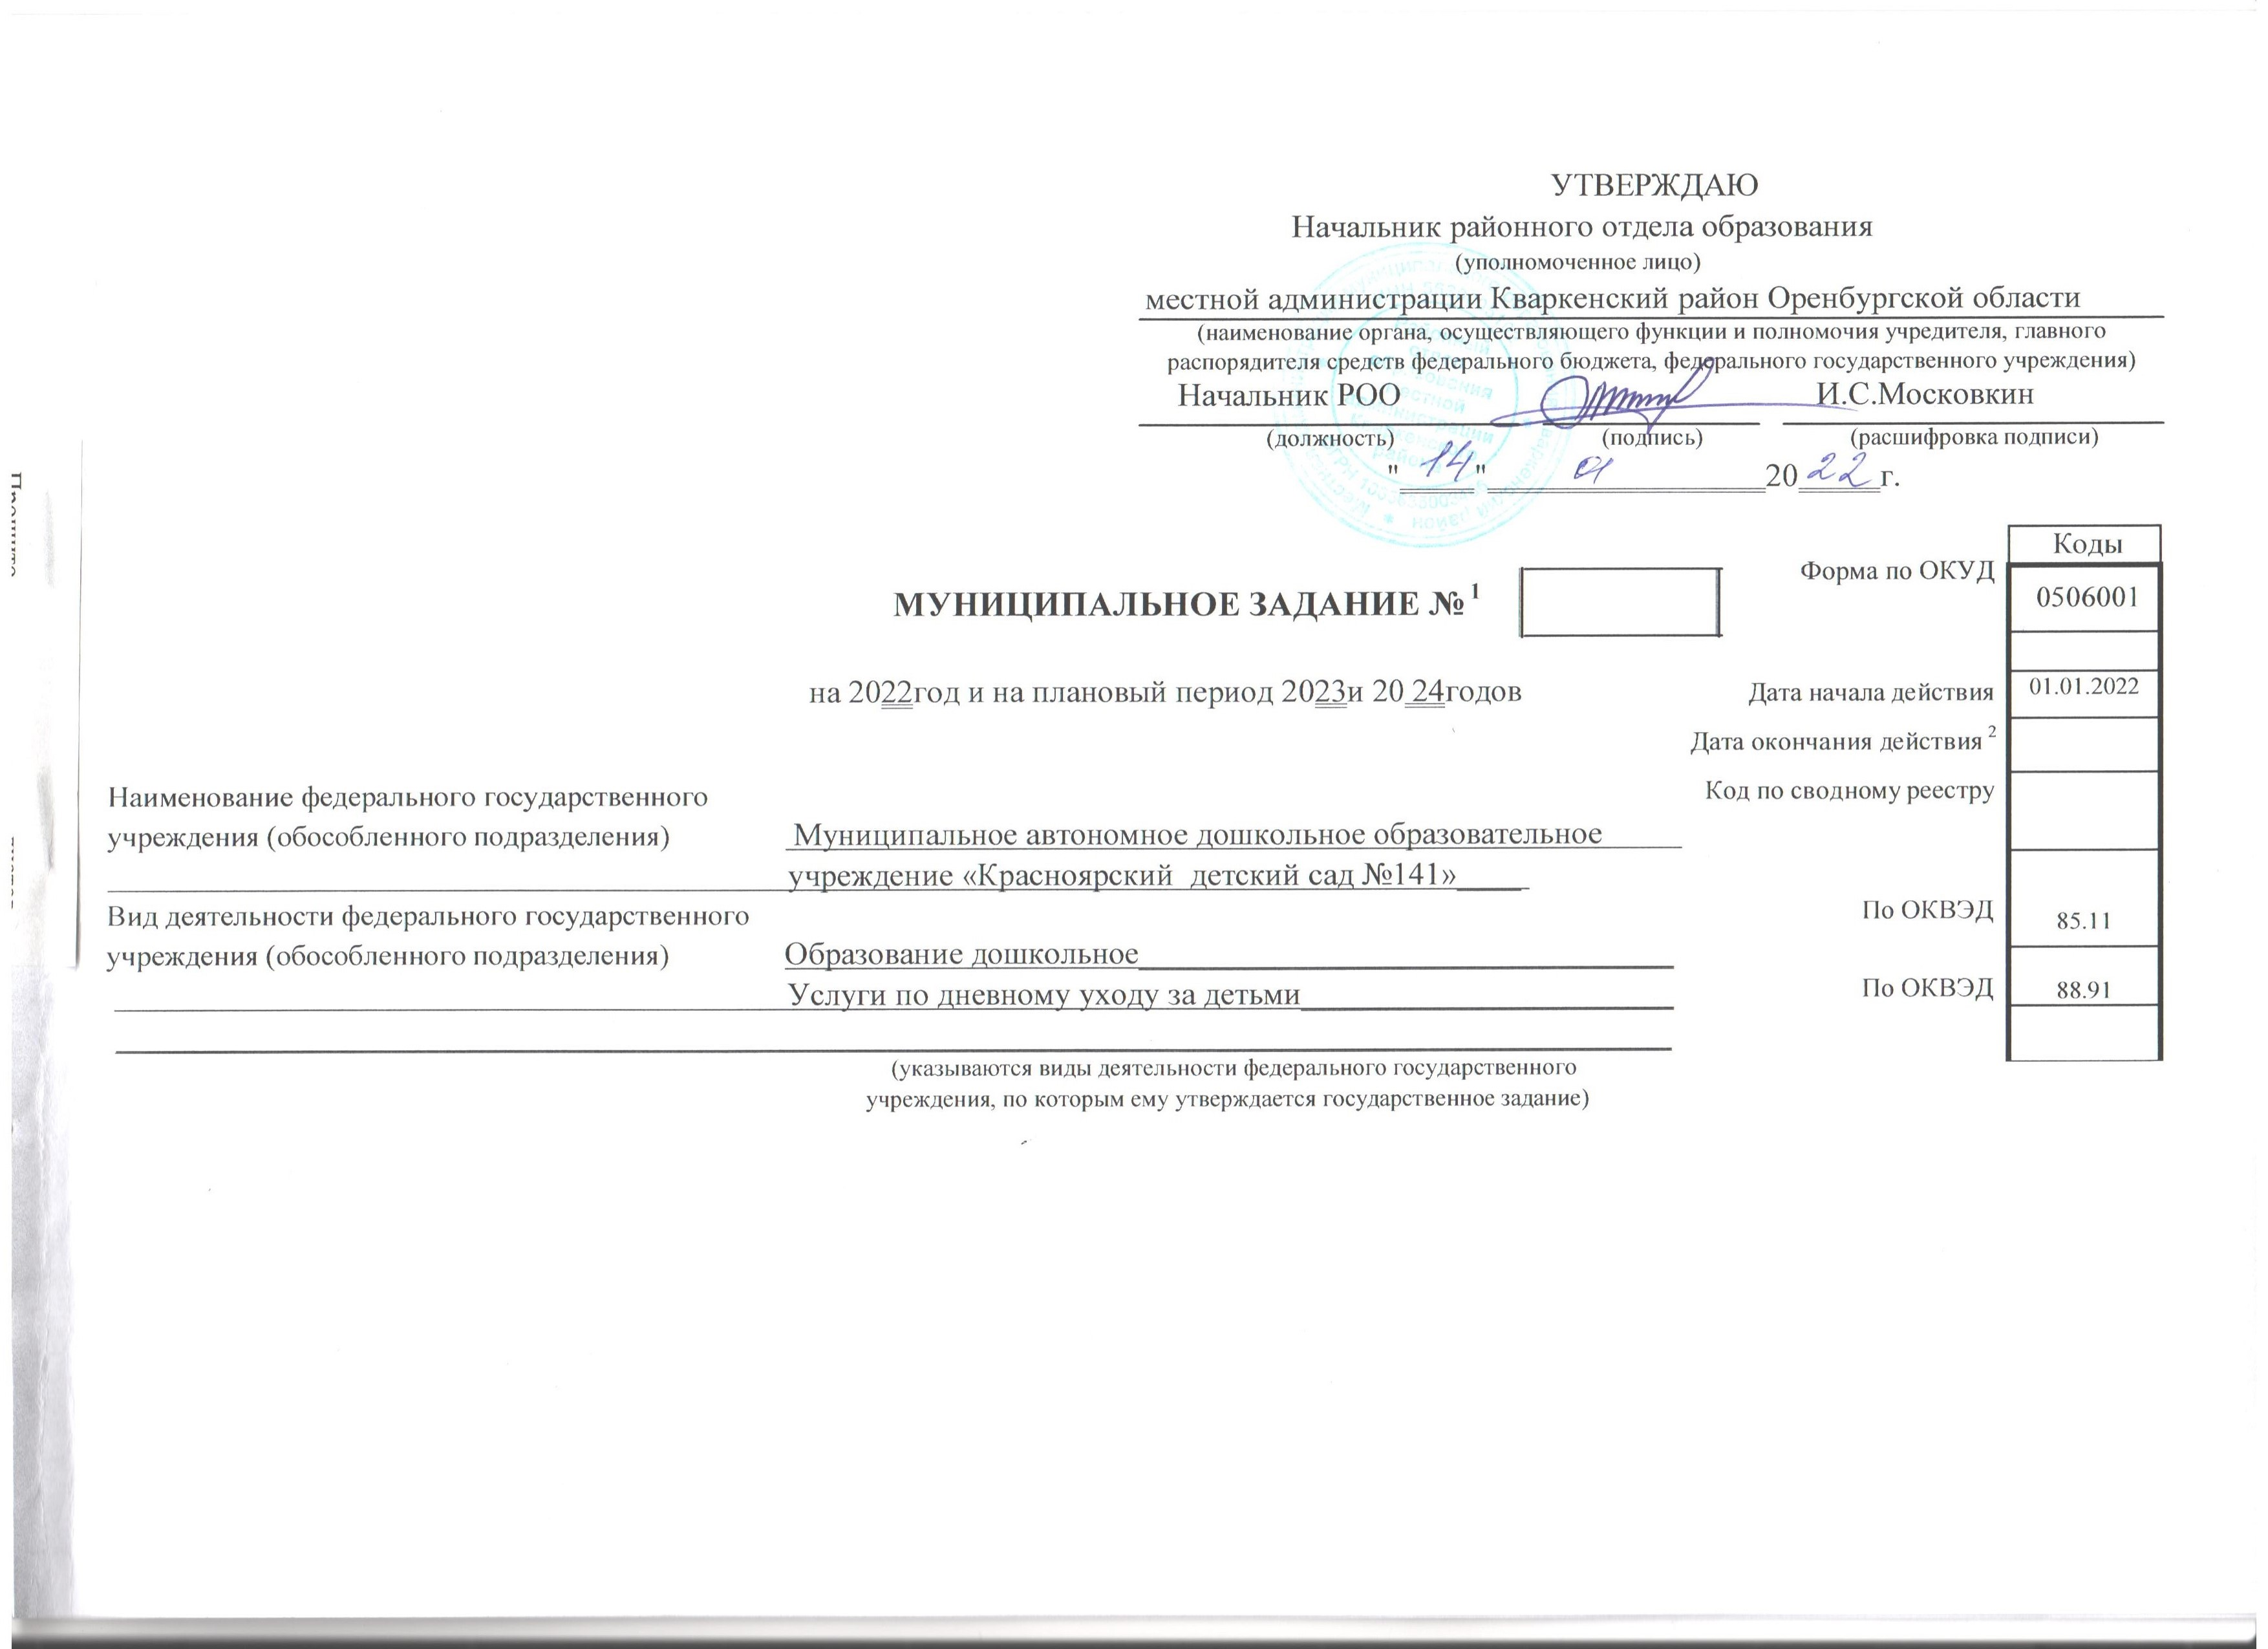 УТВЕРЖДАЮ
Начальник районного отдела образования
(уполномоченное лицо)
местной администрации Кваркенский район Оренбургской области
(наименование органа, осуществляющего функции и полномочия учредителя, главного
распорядителя средств федерального бюджета, федерального государственного учреждения)
Начальник РОО И.С.Московкин
(должность) (подпись) (расшифровка подписи)
"14" 01 2022 г.
Коды
Форма по ОКУД 0506001
МУНИЦИПАЛЬНОЕ ЗАДАНИЕ № 1
на 2022год и на плановый период 2023и 20 24годов
Дата начала действия 01.01.2022
Дата окончания действия 2
Код по сводному реестру
Наименование федерального государственного
учреждения (обособленного подразделения) Муниципальное автономное дошкольное образовательное
учреждение «Красноярский детский сад №141»
Вид деятельности федерального государственного
По ОКВЭД 85.11
учреждения (обособленного подразделения) Образование дошкольное
Услуги по дневному уходу за детьми По ОКВЭД 88.91
(указываются виды деятельности федерального государственного
учреждения, по которым ему утверждается государственное задание)